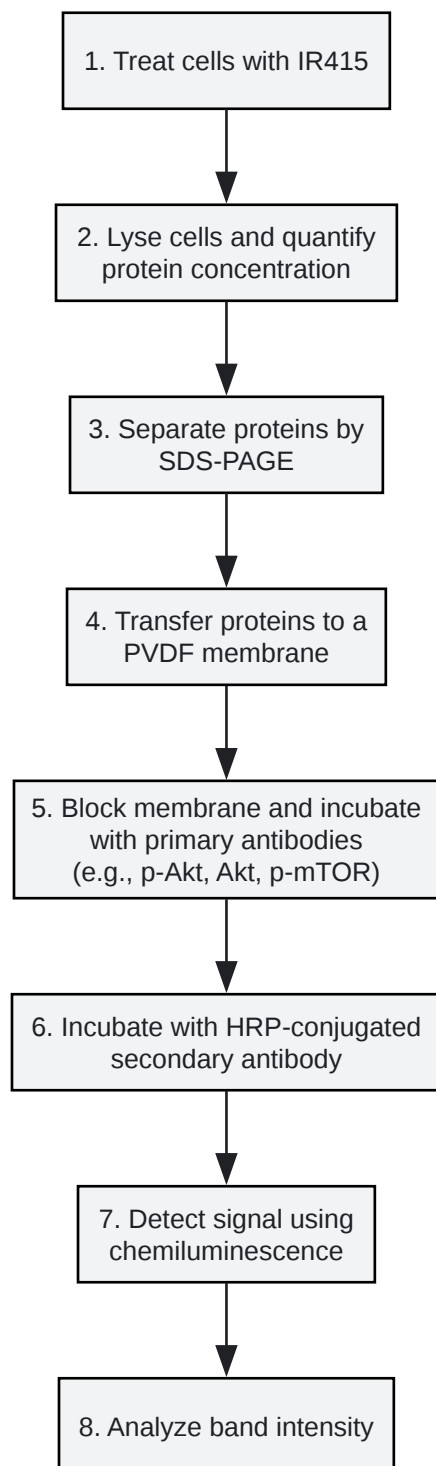 1. Treat cells with IR415
2. Lyse cells and quantify
protein concentration
3. Separate proteins by
SDS-PAGE
4. Transfer proteins to a
PVDF membrane
5. Block membrane and incubate
with primary antibodies
(e.g., p-Akt, Akt, p-mTOR)
6. Incubate with HRP-conjugated
secondary antibody
7. Detect signal using
chemiluminescence
8. Analyze band intensity